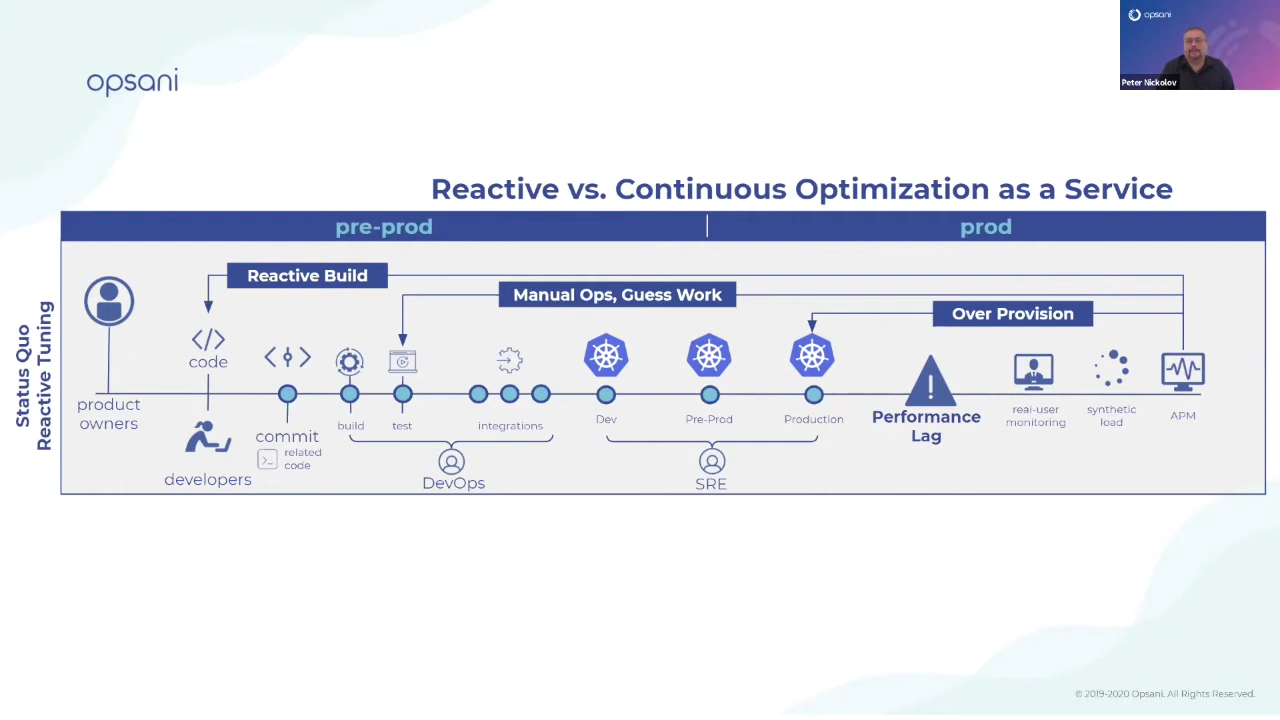 opsani
opsani
Peter Nickolov
Reactive vs. Continuous Optimization as a Service
pre-prod
prod
Status Quo
Reactive Tuning
Reactive Build
Manual Ops, Guess Work
Over Provision
product
owners
code
developers
commit
related
code
build
test
integrations
DevOps
Dev
Pre-Prod
Production
SRE
Performance
Lag
real-user
monitoring
synthetic
load
APM
© 2019-2020 Opsani. All Rights Reserved.